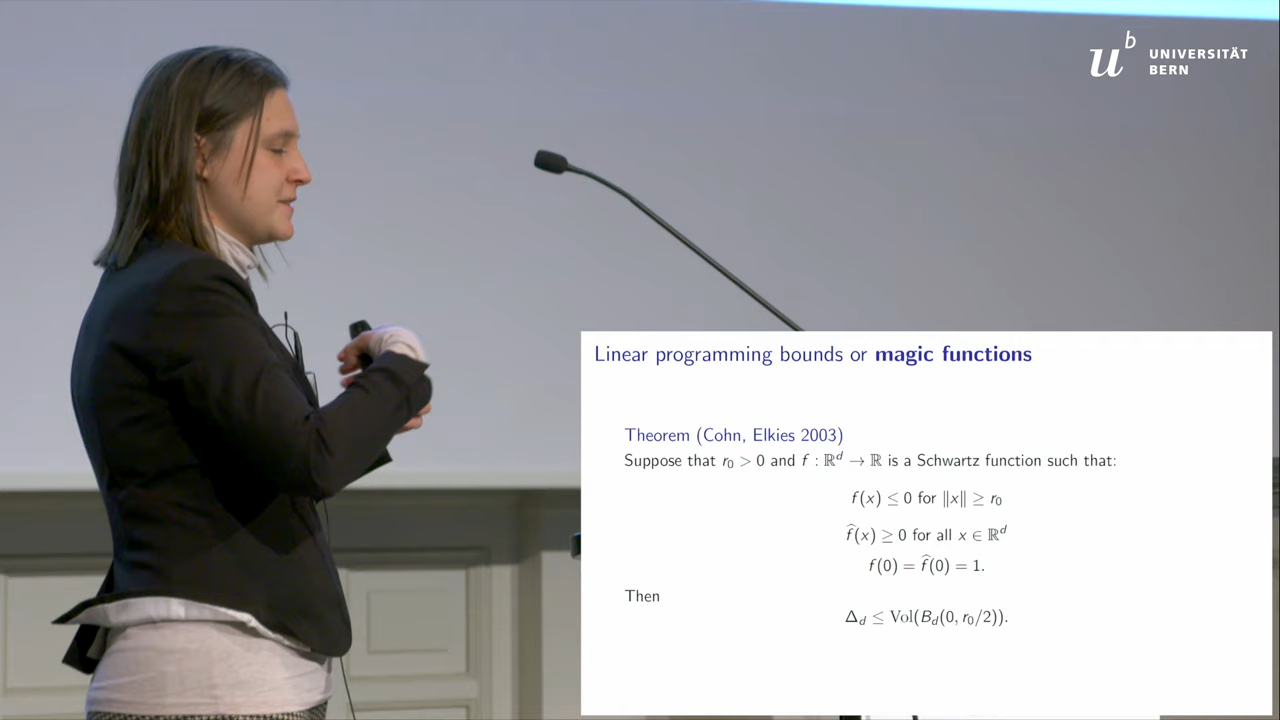 u^b UNIVERSITÄT
BERN
Linear programming bounds or magic functions
Theorem (Cohn, Elkies 2003)
Suppose that r₀ > 0 and f : ℝᵈ → ℝ is a Schwartz function such that:
f(x) ≤ 0 for ‖x‖ ≥ r₀
f̂(x) ≥ 0 for all x ∈ ℝᵈ
f(0) = f̂(0) = 1.
Then
Δ_d ≤ Vol(B_d(0, r₀/2)).